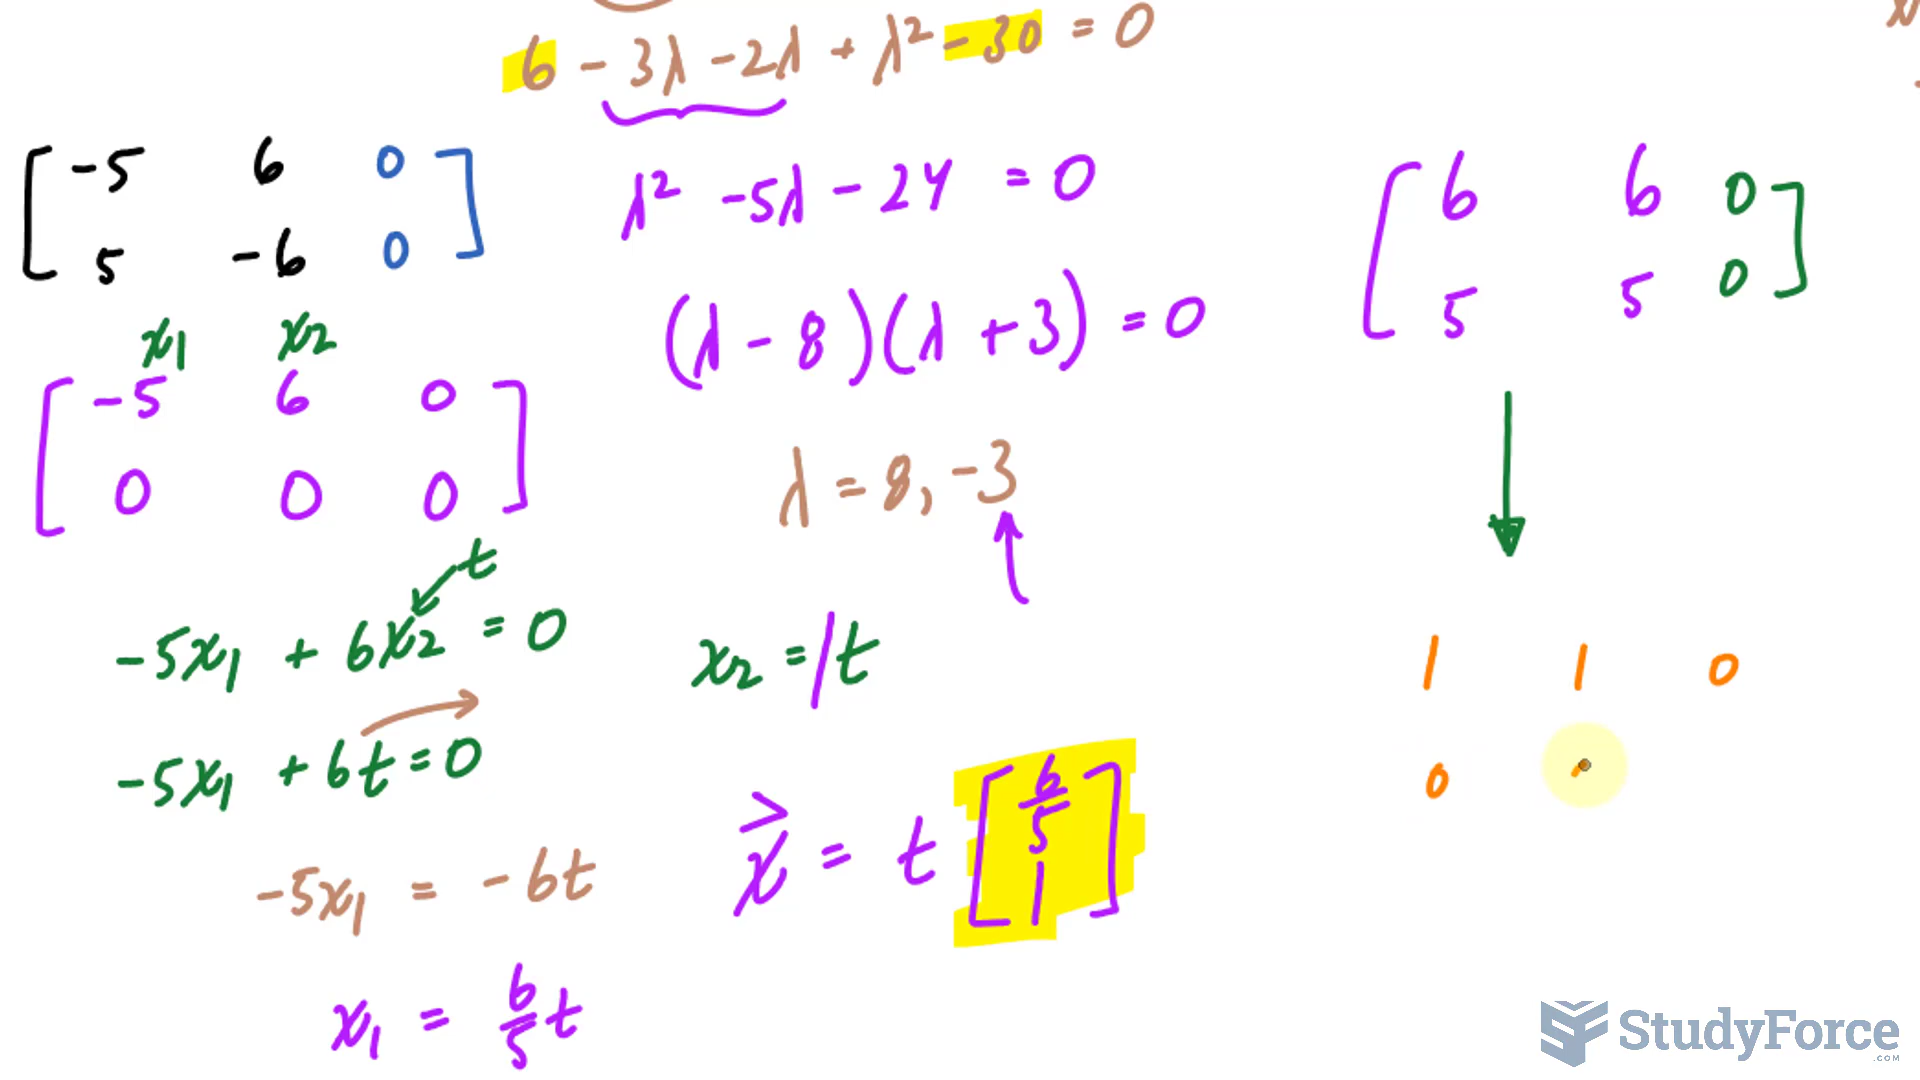 6 - 3λ - 2λ + λ² - 30 = 0
[ -5 6 0 ]
[ 5 -6 0 ]
x₁ x₂
[ -5 6 0 ]
[ 0 0 0 ]
t
-5x₁ + 6x₂ = 0
-5x₁ + 6t = 0
-5x₁ = -6t
x₁ = 6/5 t
λ² - 5λ - 24 = 0
(λ - 8)(λ + 3) = 0
λ = 8, -3
x₂ = 1t
x⃗ = t [ 6/5
1 ]
[ 6 6 0 ]
[ 5 5 0 ]
1 1 0
0
StudyForce
.COM